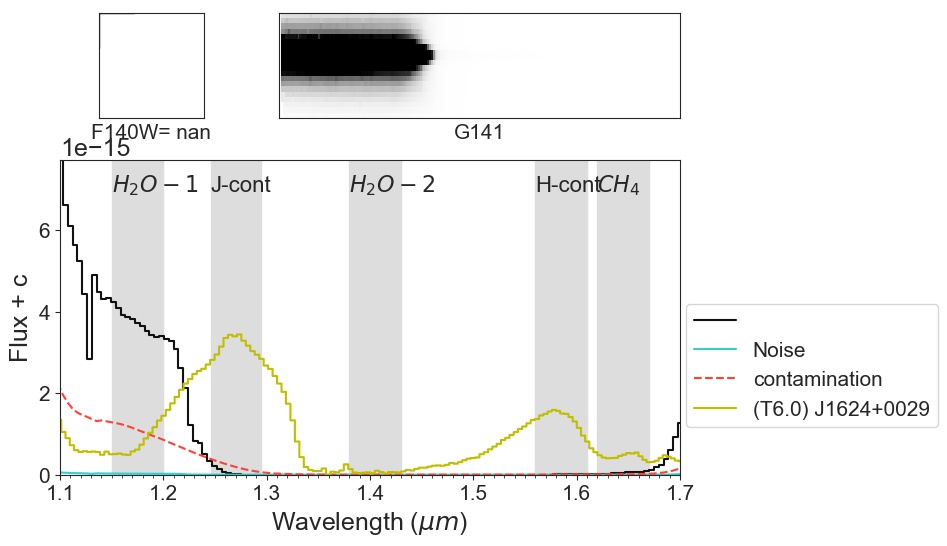 F140W= nan
G141
1e−15
H₂O − 1 J-cont H₂O − 2 H-cont CH₄
6
4
2
0
Flux + c
1.1 1.2 1.3 1.4 1.5 1.6 1.7
Wavelength (μm)
Noise
contamination
(T6.0) J1624+0029